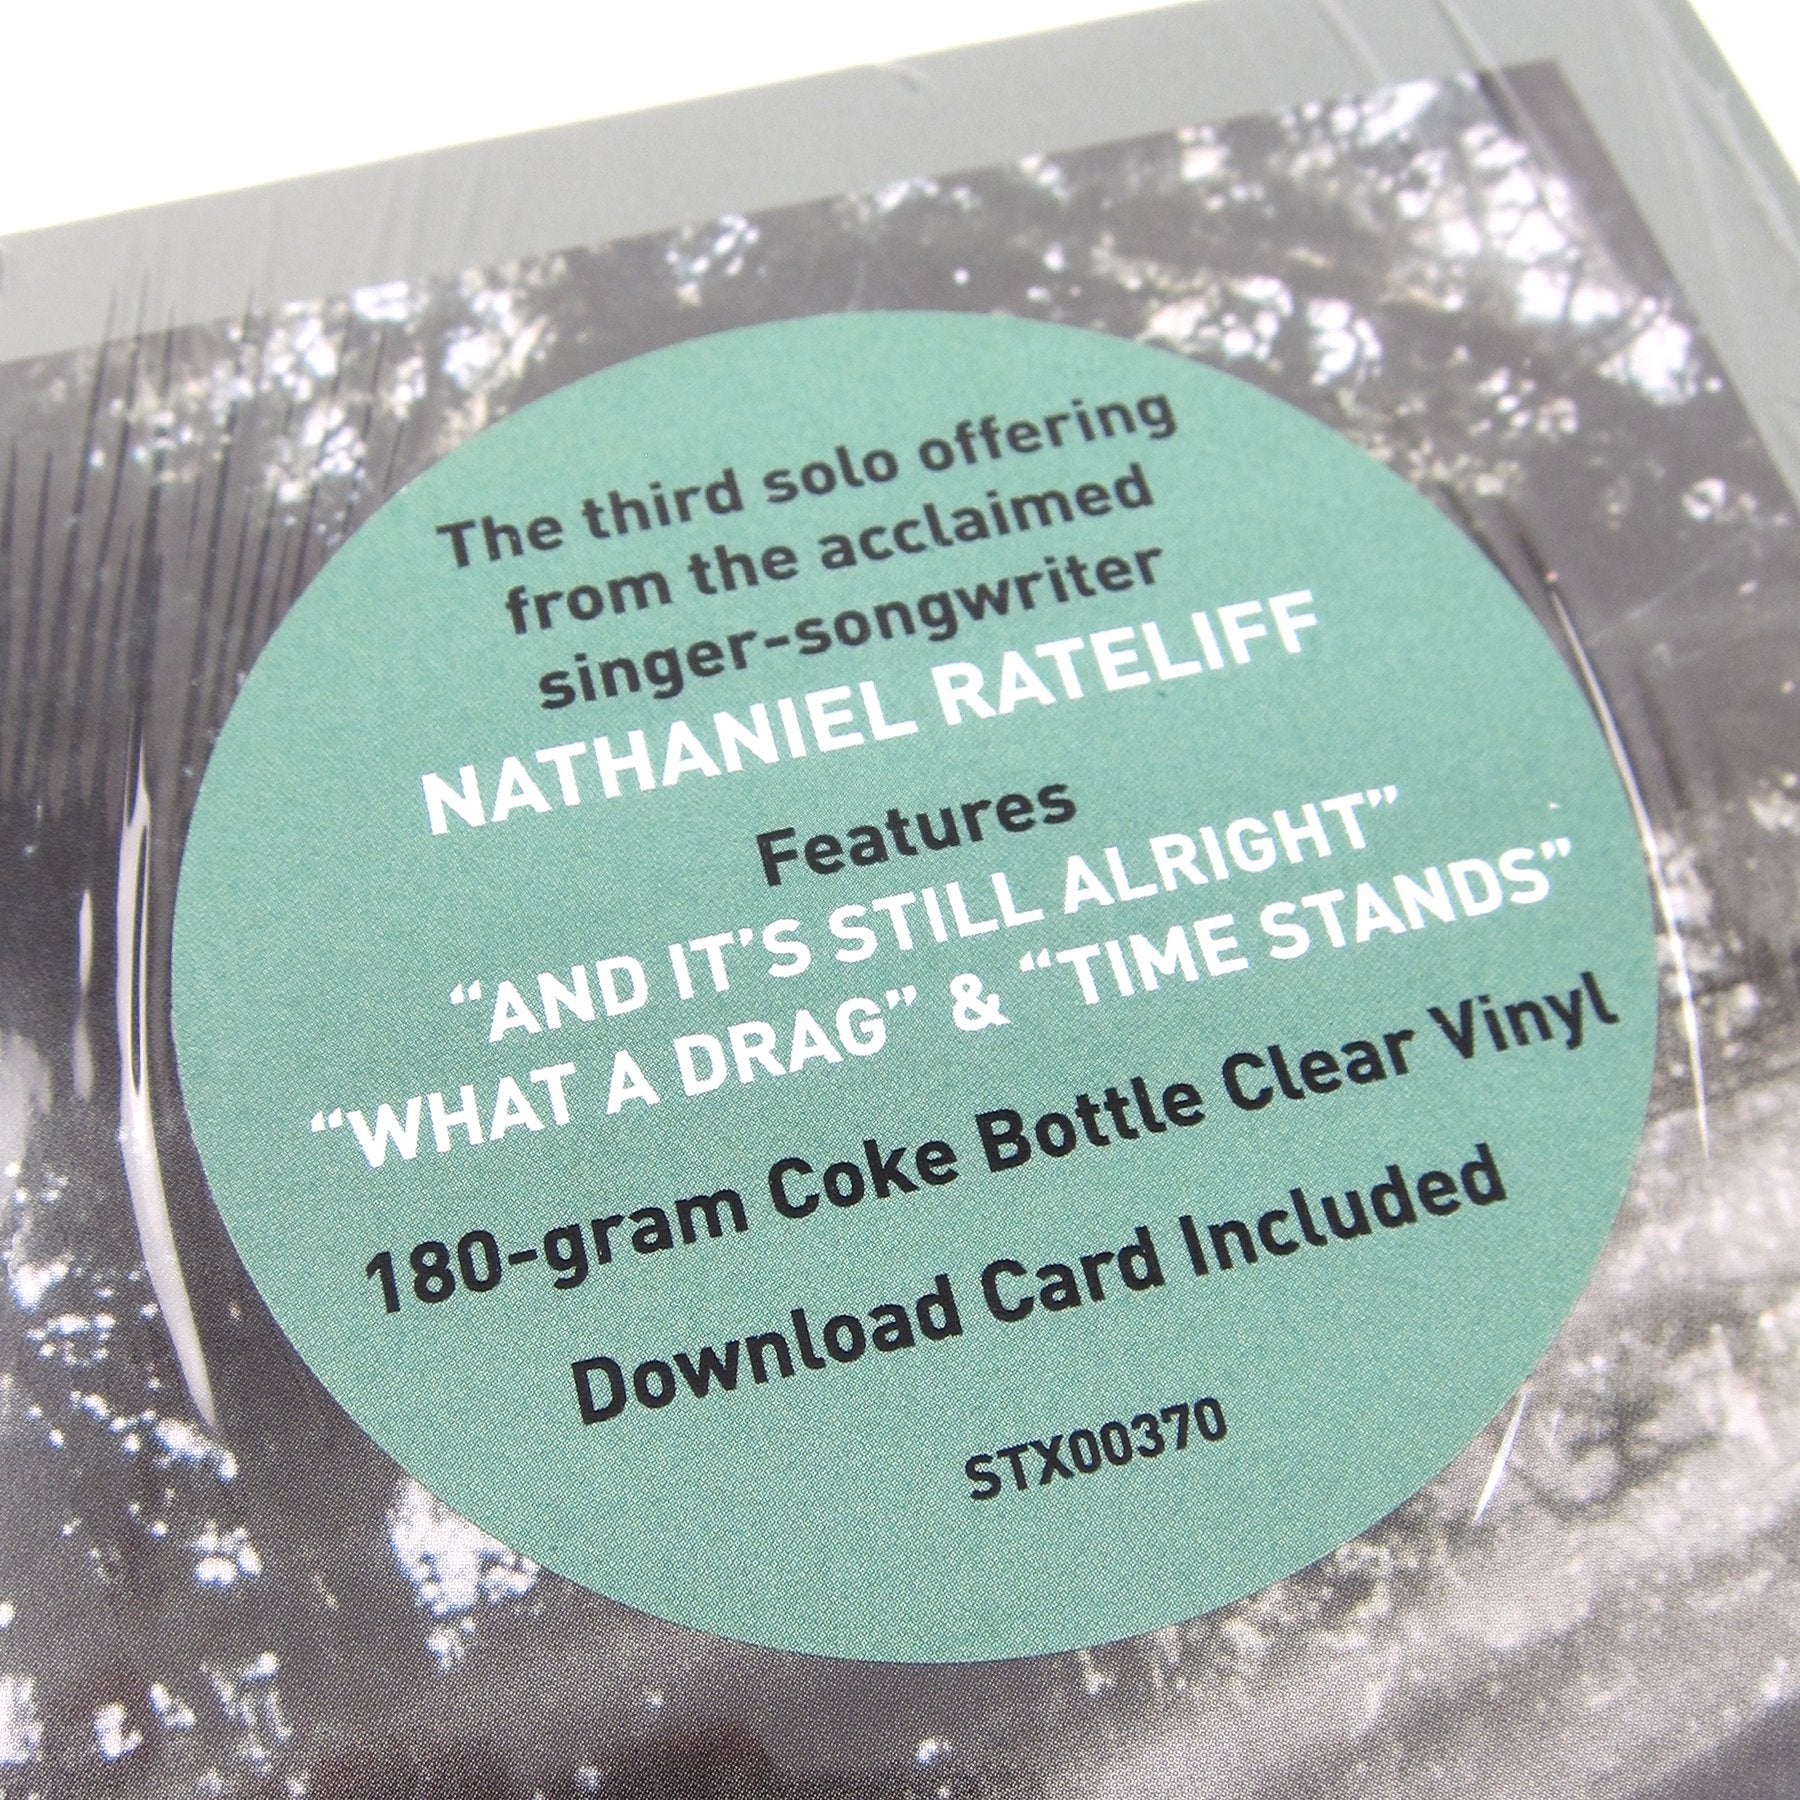 The third solo offering
from the acclaimed
singer-songwriter
NATHANIEL RATELIFF
Features
“AND IT’S STILL ALRIGHT”
“WHAT A DRAG” & “TIME STANDS”
180-gram Coke Bottle Clear Vinyl
Download Card Included
STX00370